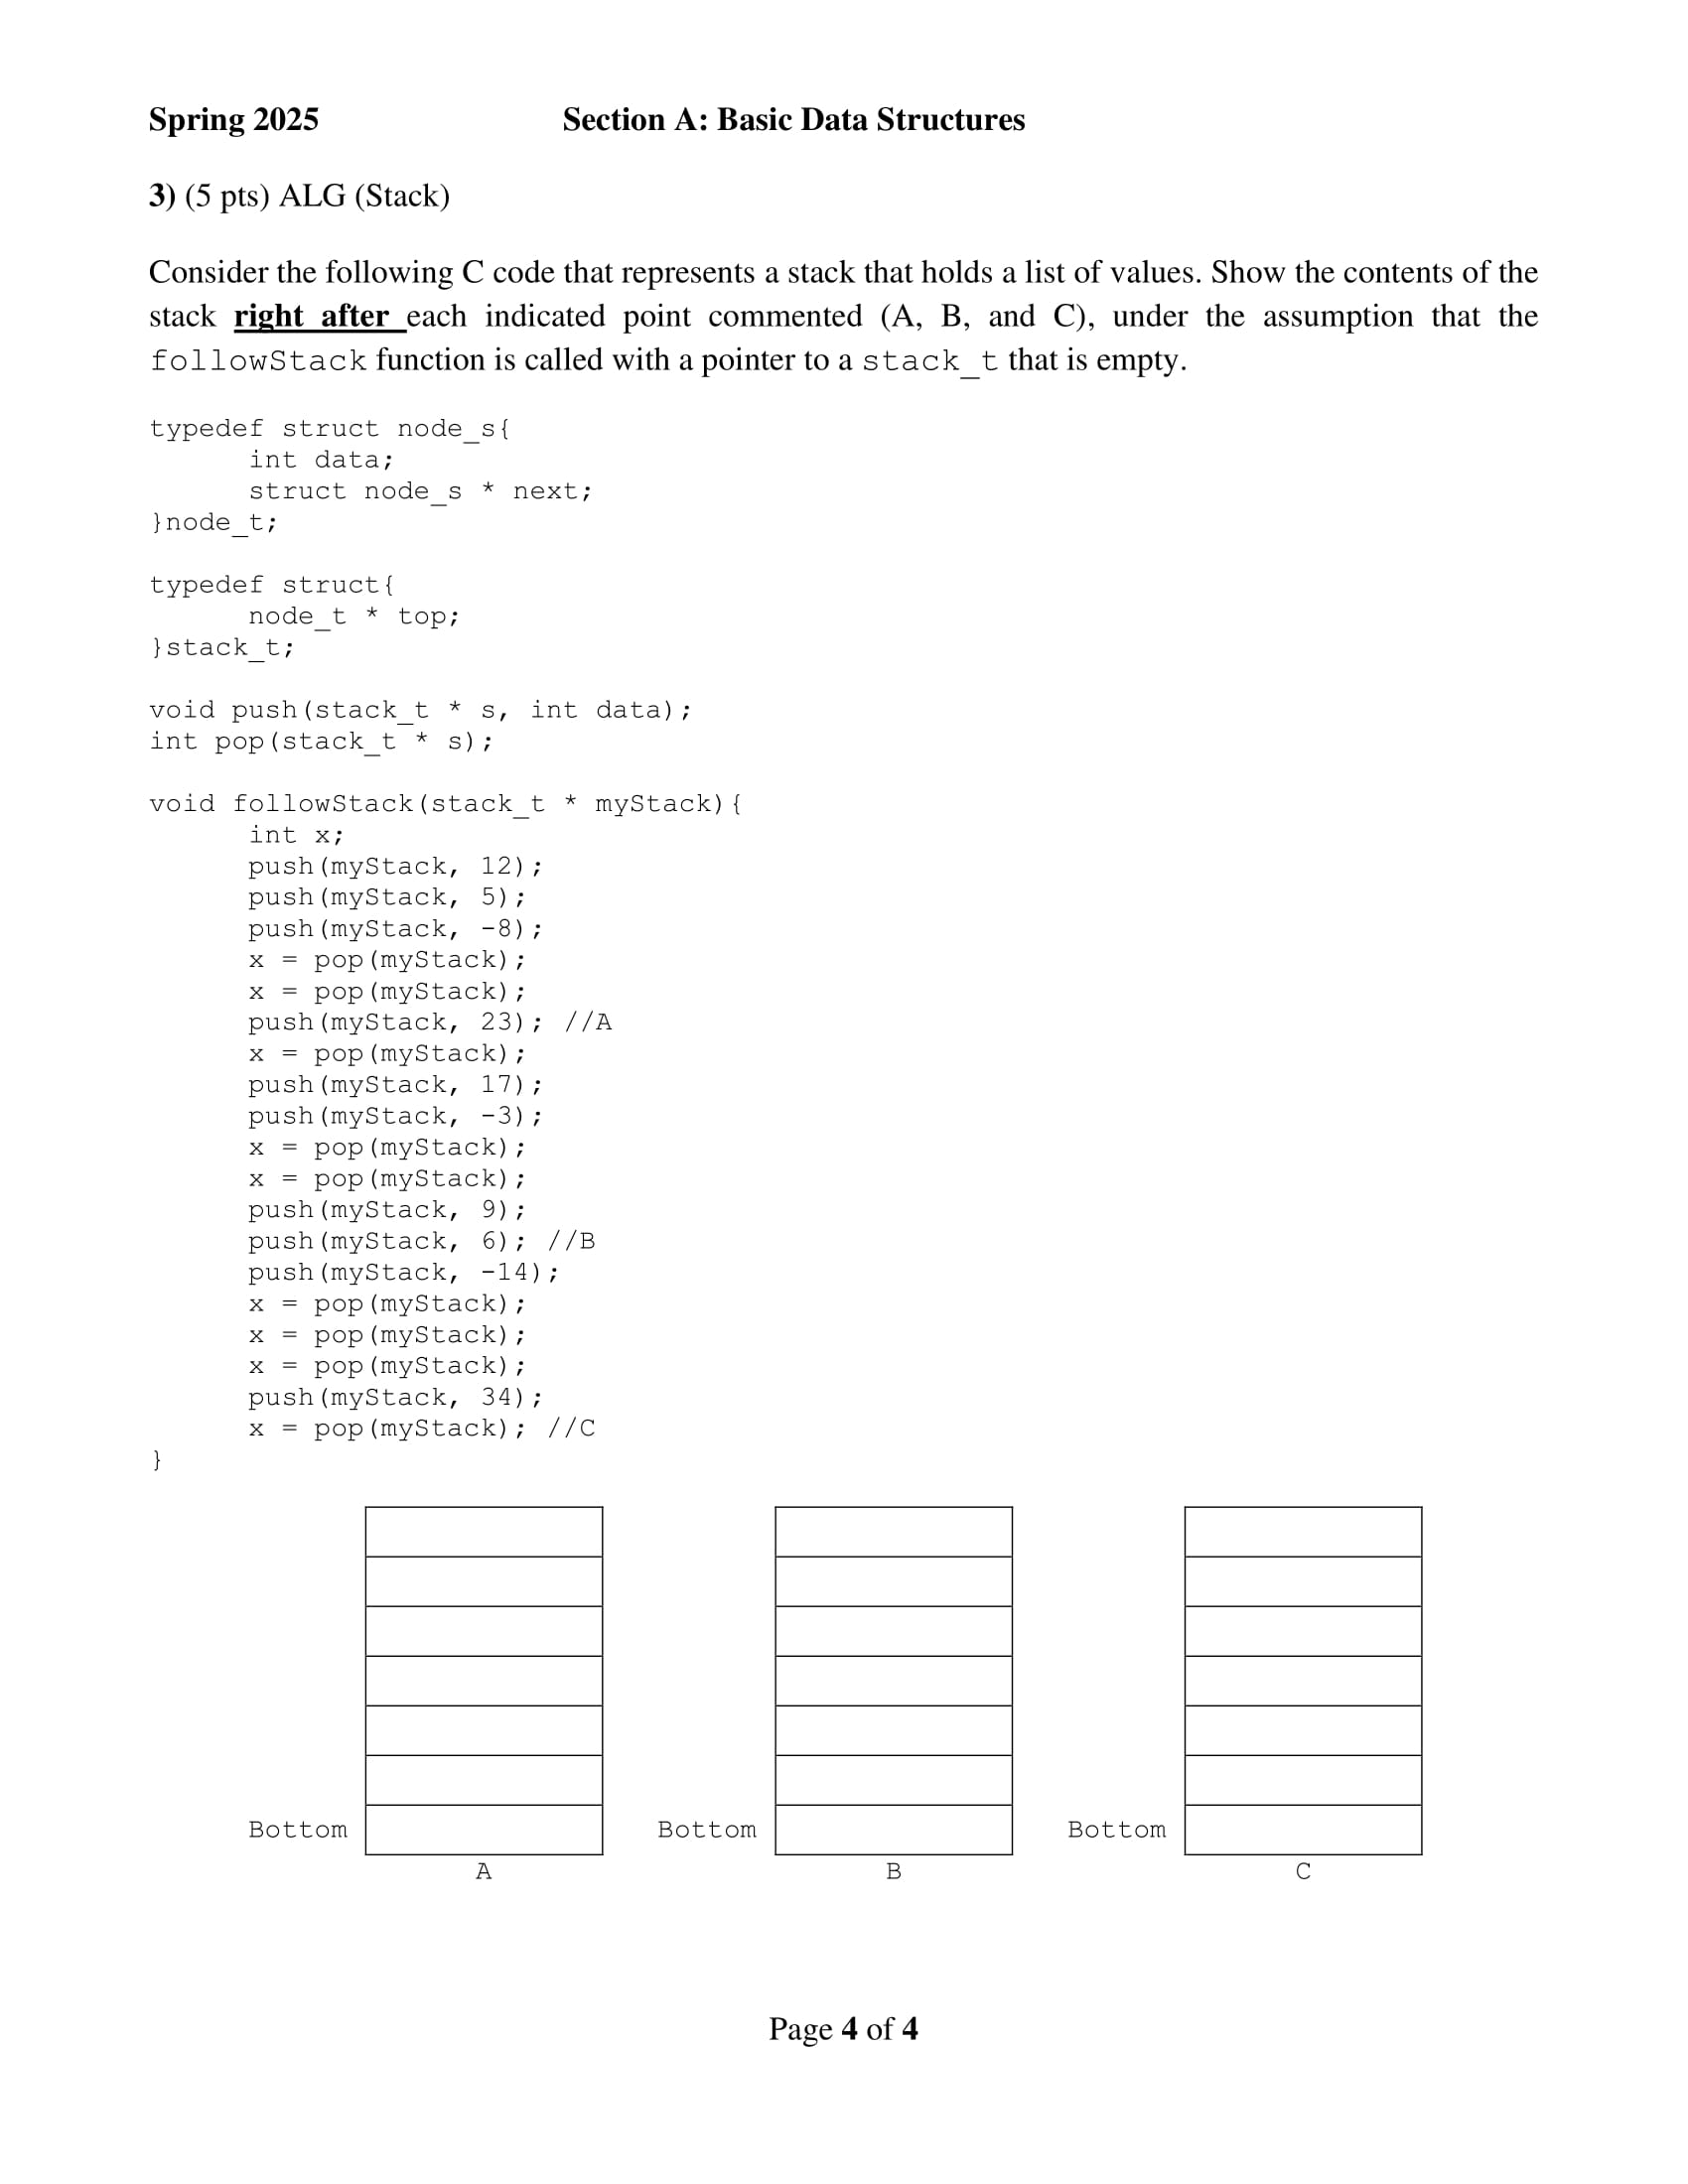 Spring 2025 Section A: Basic Data Structures
3) (5 pts) ALG (Stack)
Consider the following C code that represents a stack that holds a list of values. Show the contents of the
stack right after each indicated point commented (A, B, and C), under the assumption that the
followStack function is called with a pointer to a stack_t that is empty.
typedef struct node_s{
int data;
struct node_s * next;
}node_t;
typedef struct{
node_t * top;
}stack_t;
void push(stack_t * s, int data);
int pop(stack_t * s);
void followStack(stack_t * myStack){
int x;
push(myStack, 12);
push(myStack, 5);
push(myStack, -8);
x = pop(myStack);
x = pop(myStack);
push(myStack, 23); //A
x = pop(myStack);
push(myStack, 17);
push(myStack, -3);
x = pop(myStack);
x = pop(myStack);
push(myStack, 9);
push(myStack, 6); //B
push(myStack, -14);
x = pop(myStack);
x = pop(myStack);
x = pop(myStack);
push(myStack, 34);
x = pop(myStack); //C
}
Bottom Bottom Bottom
A B C
Page 4 of 4